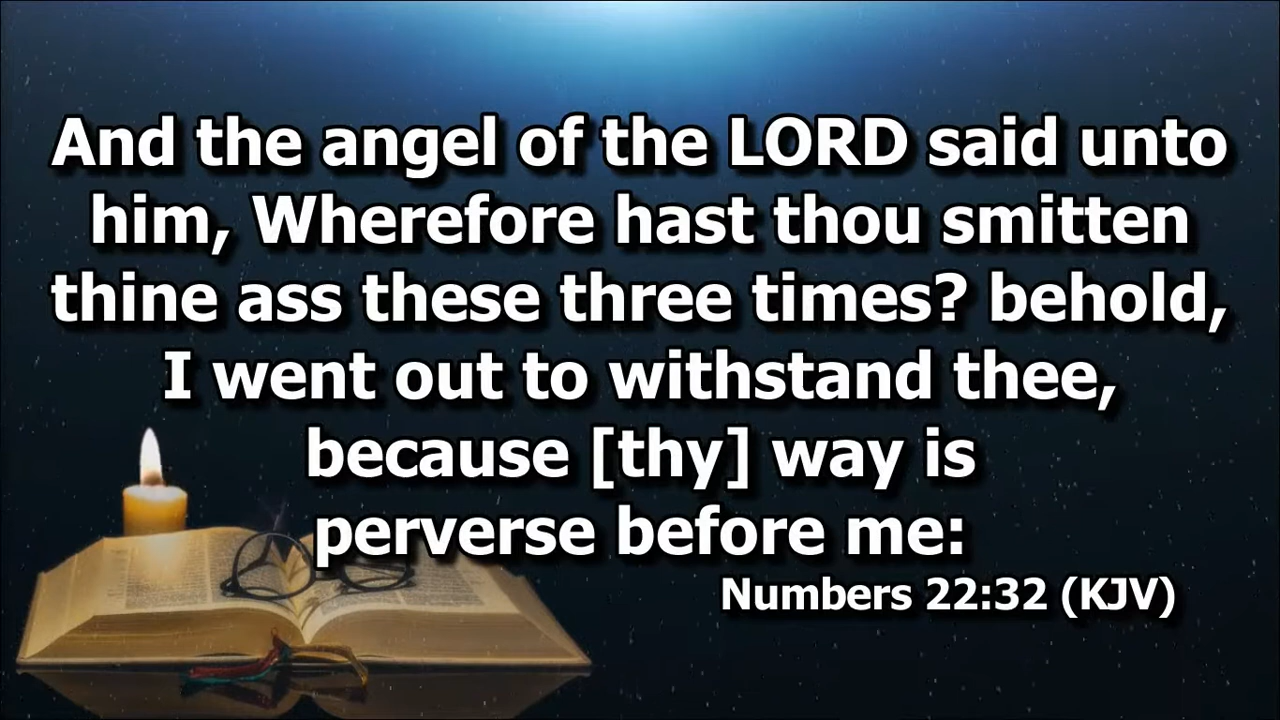 And the angel of the LORD said unto
him, Wherefore hast thou smitten
thine ass these three times? behold,
I went out to withstand thee,
because [thy] way is
perverse before me:
Numbers 22:32 (KJV)